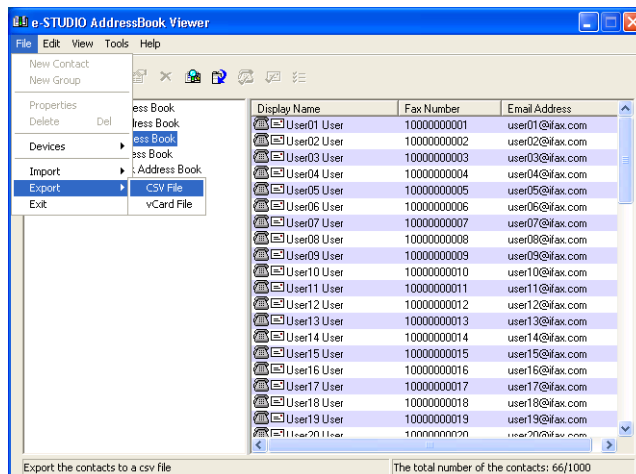 e-STUDIO AddressBook Viewer
File Edit View Tools Help
New Contact
New Group
Properties
Delete Del
Devices
Import
Export
Exit
CSV File
vCard File
ess Book
dress Book
ess Book
ess Book
Address Book
Display Name Fax Number Email Address
User01 User 10000000001 user01@ifax.com
User02 User 10000000002 user02@ifax.com
User03 User 10000000003 user03@ifax.com
User04 User 10000000004 user04@ifax.com
User05 User 10000000005 user05@ifax.com
User06 User 10000000006 user06@ifax.com
User07 User 10000000007 user07@ifax.com
User08 User 10000000008 user08@ifax.com
User09 User 10000000009 user09@ifax.com
User10 User 10000000010 user10@ifax.com
User11 User 10000000011 user11@ifax.com
User12 User 10000000012 user12@ifax.com
User13 User 10000000013 user13@ifax.com
User14 User 10000000014 user14@ifax.com
User15 User 10000000015 user15@ifax.com
User16 User 10000000016 user16@ifax.com
User17 User 10000000017 user17@ifax.com
User18 User 10000000018 user18@ifax.com
User19 User 10000000019 user19@ifax.com
User20 User 10000000020 user20@ifax.com
Export the contacts to a csv file The total number of the contacts: 66/1000